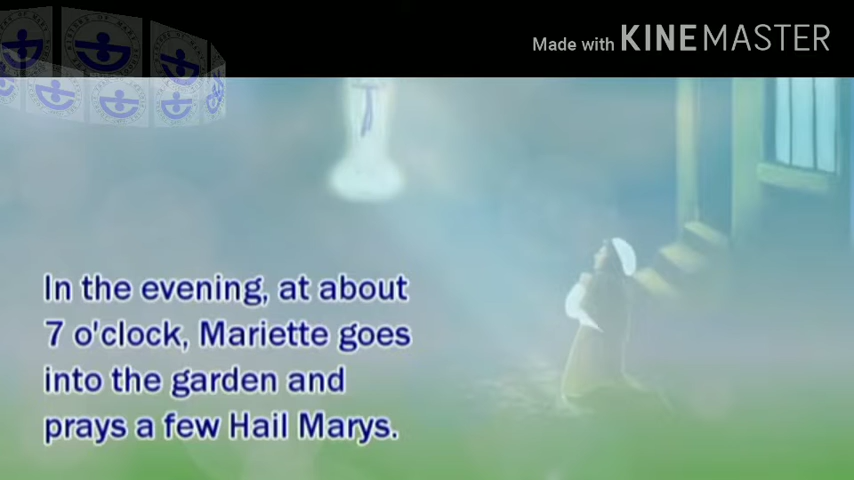 Made with KINEMASTER
In the evening, at about
7 o'clock, Mariette goes
into the garden and
prays a few Hail Marys.